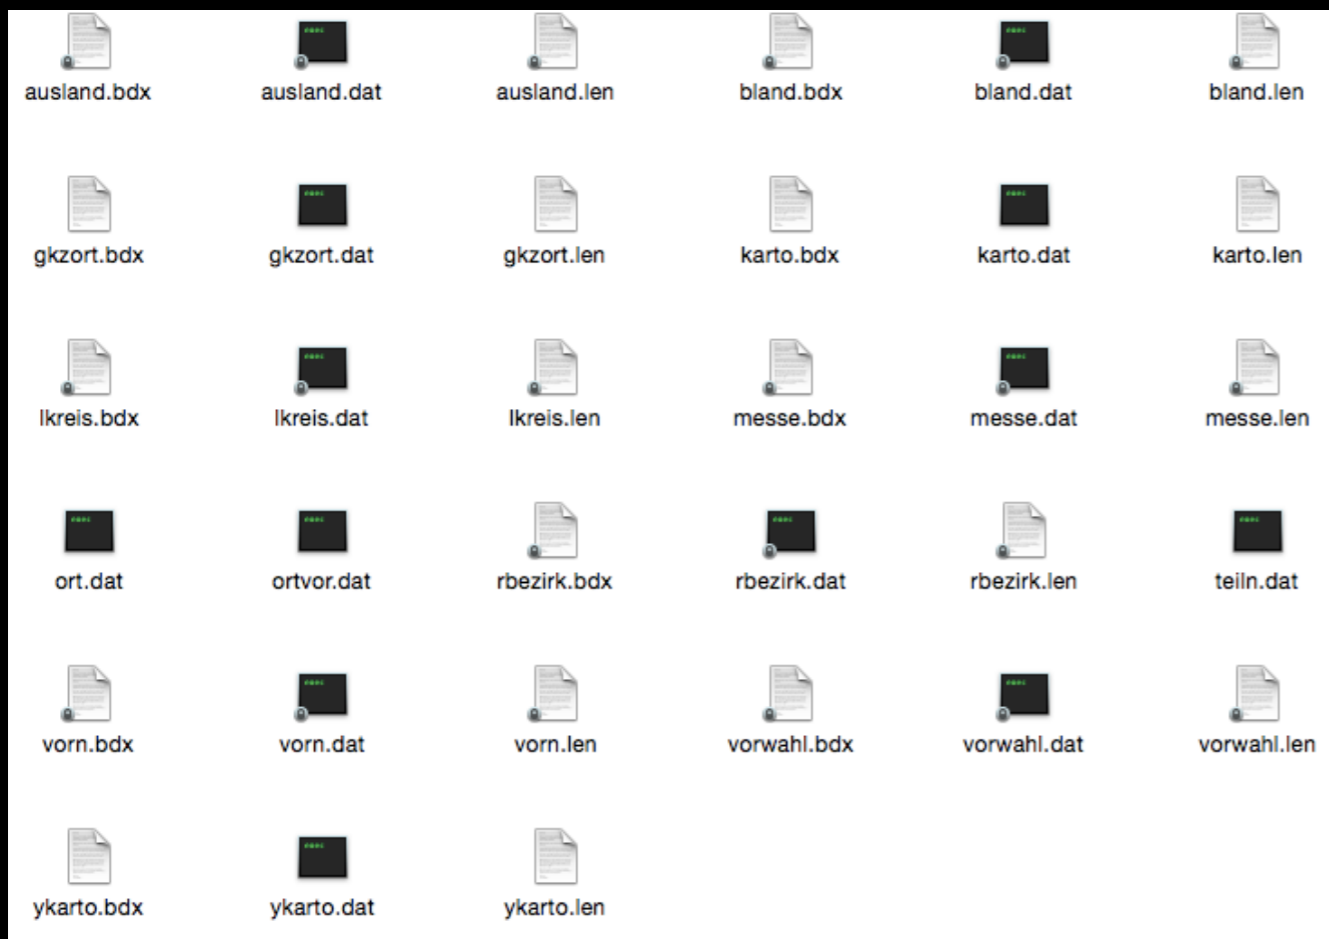 ausland.bdx ausland.dat ausland.len bland.bdx bland.dat bland.len
gkzort.bdx gkzort.dat gkzort.len karto.bdx karto.dat karto.len
lkreis.bdx lkreis.dat lkreis.len messe.bdx messe.dat messe.len
ort.dat ortvor.dat rbezirk.bdx rbezirk.dat rbezirk.len teiln.dat
vorn.bdx vorn.dat vorn.len vorwahl.bdx vorwahl.dat vorwahl.len
ykarto.bdx ykarto.dat ykarto.len